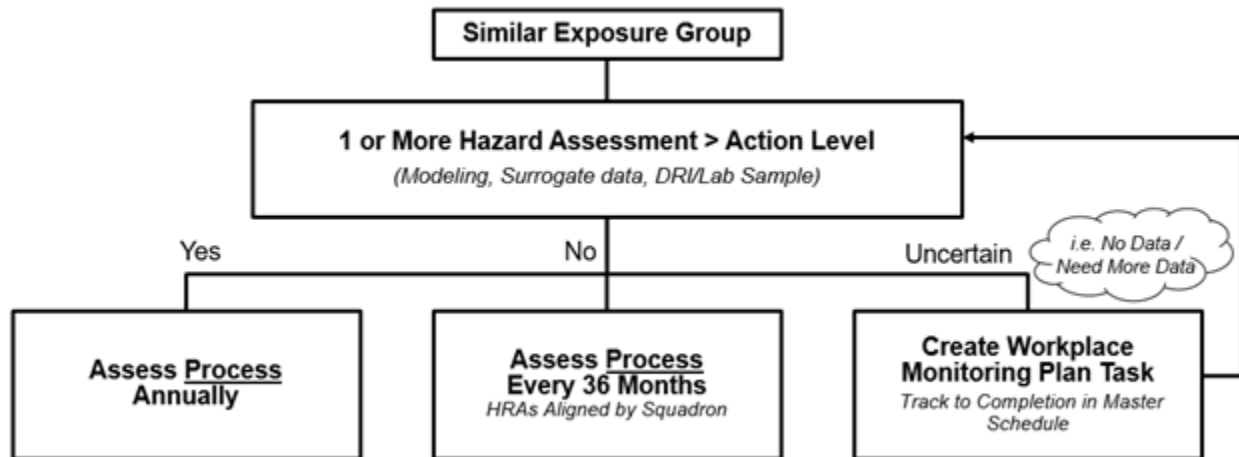 Similar Exposure Group
1 or More Hazard Assessment > Action Level
(Modeling, Surrogate data, DRI/Lab Sample)
Yes
No
Uncertain
i.e. No Data /
Need More Data
Assess Process
Annually
Assess Process
Every 36 Months
HRAs Aligned by Squadron
Create Workplace
Monitoring Plan Task
Track to Completion in Master
Schedule